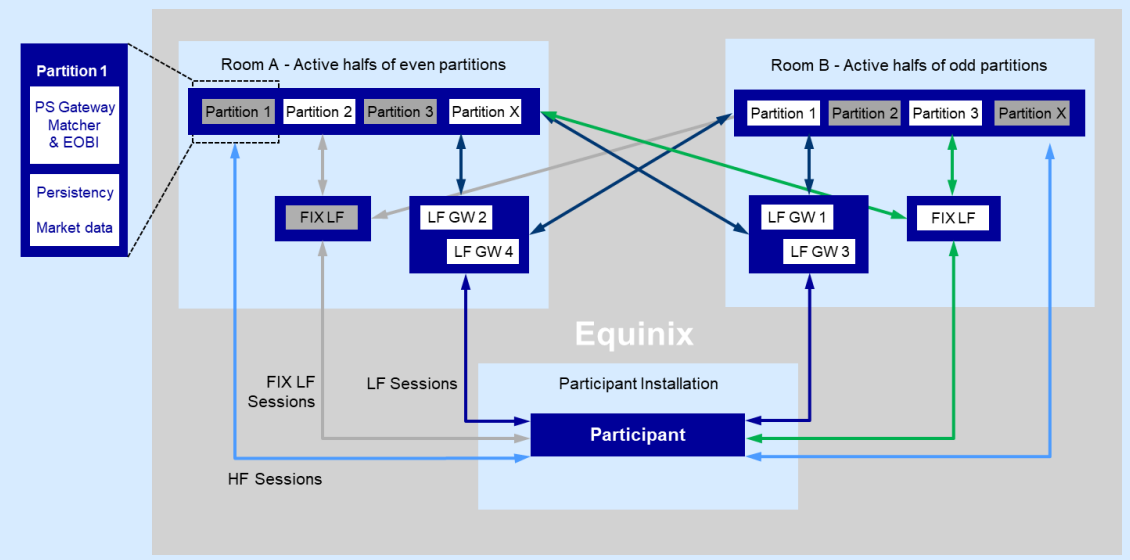 Room A - Active halfs of even partitions
Room B - Active halfs of odd partitions
Partition 1
PS Gateway
Matcher
& EOBI
Persistency
Market data
Partition 1
Partition 2
Partition 3
Partition X
Partition 1
Partition 2
Partition 3
Partition X
FIX LF
LF GW 2
LF GW 4
LF GW 1
LF GW 3
FIX LF
Equinix
FIX LF
Sessions
LF Sessions
Participant Installation
Participant
HF Sessions